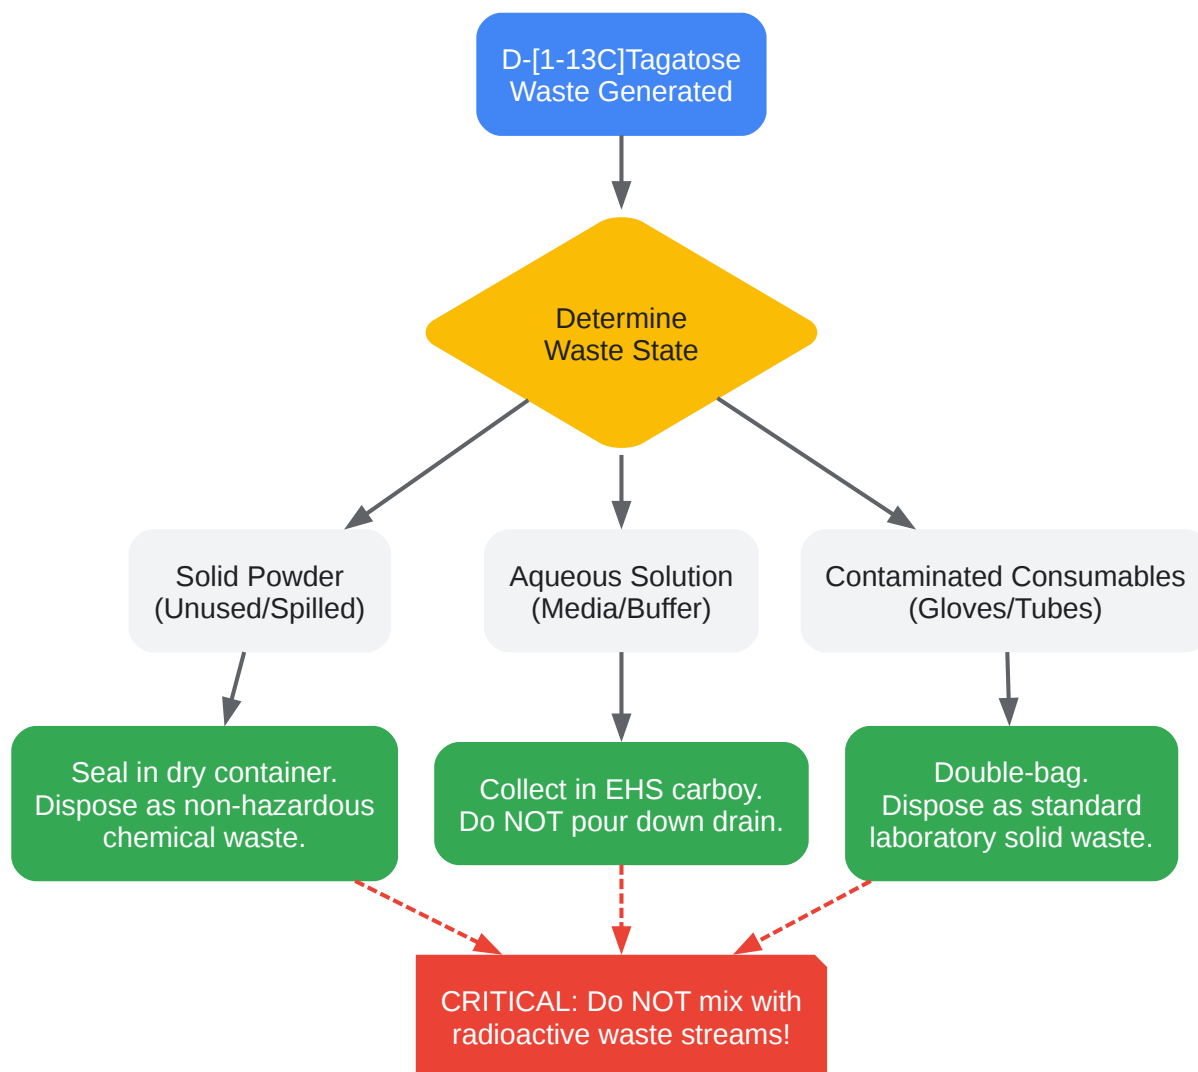 D-[1-13C]Tagatose
Waste Generated
Determine
Waste State
Solid Powder
(Unused/Spilled)
Aqueous Solution
(Media/Buffer)
Contaminated Consumables
(Gloves/Tubes)
Seal in dry container.
Dispose as non-hazardous
chemical waste.
Collect in EHS carboy.
Do NOT pour down drain.
Double-bag.
Dispose as standard
laboratory solid waste.
CRITICAL: Do NOT mix with
radioactive waste streams!